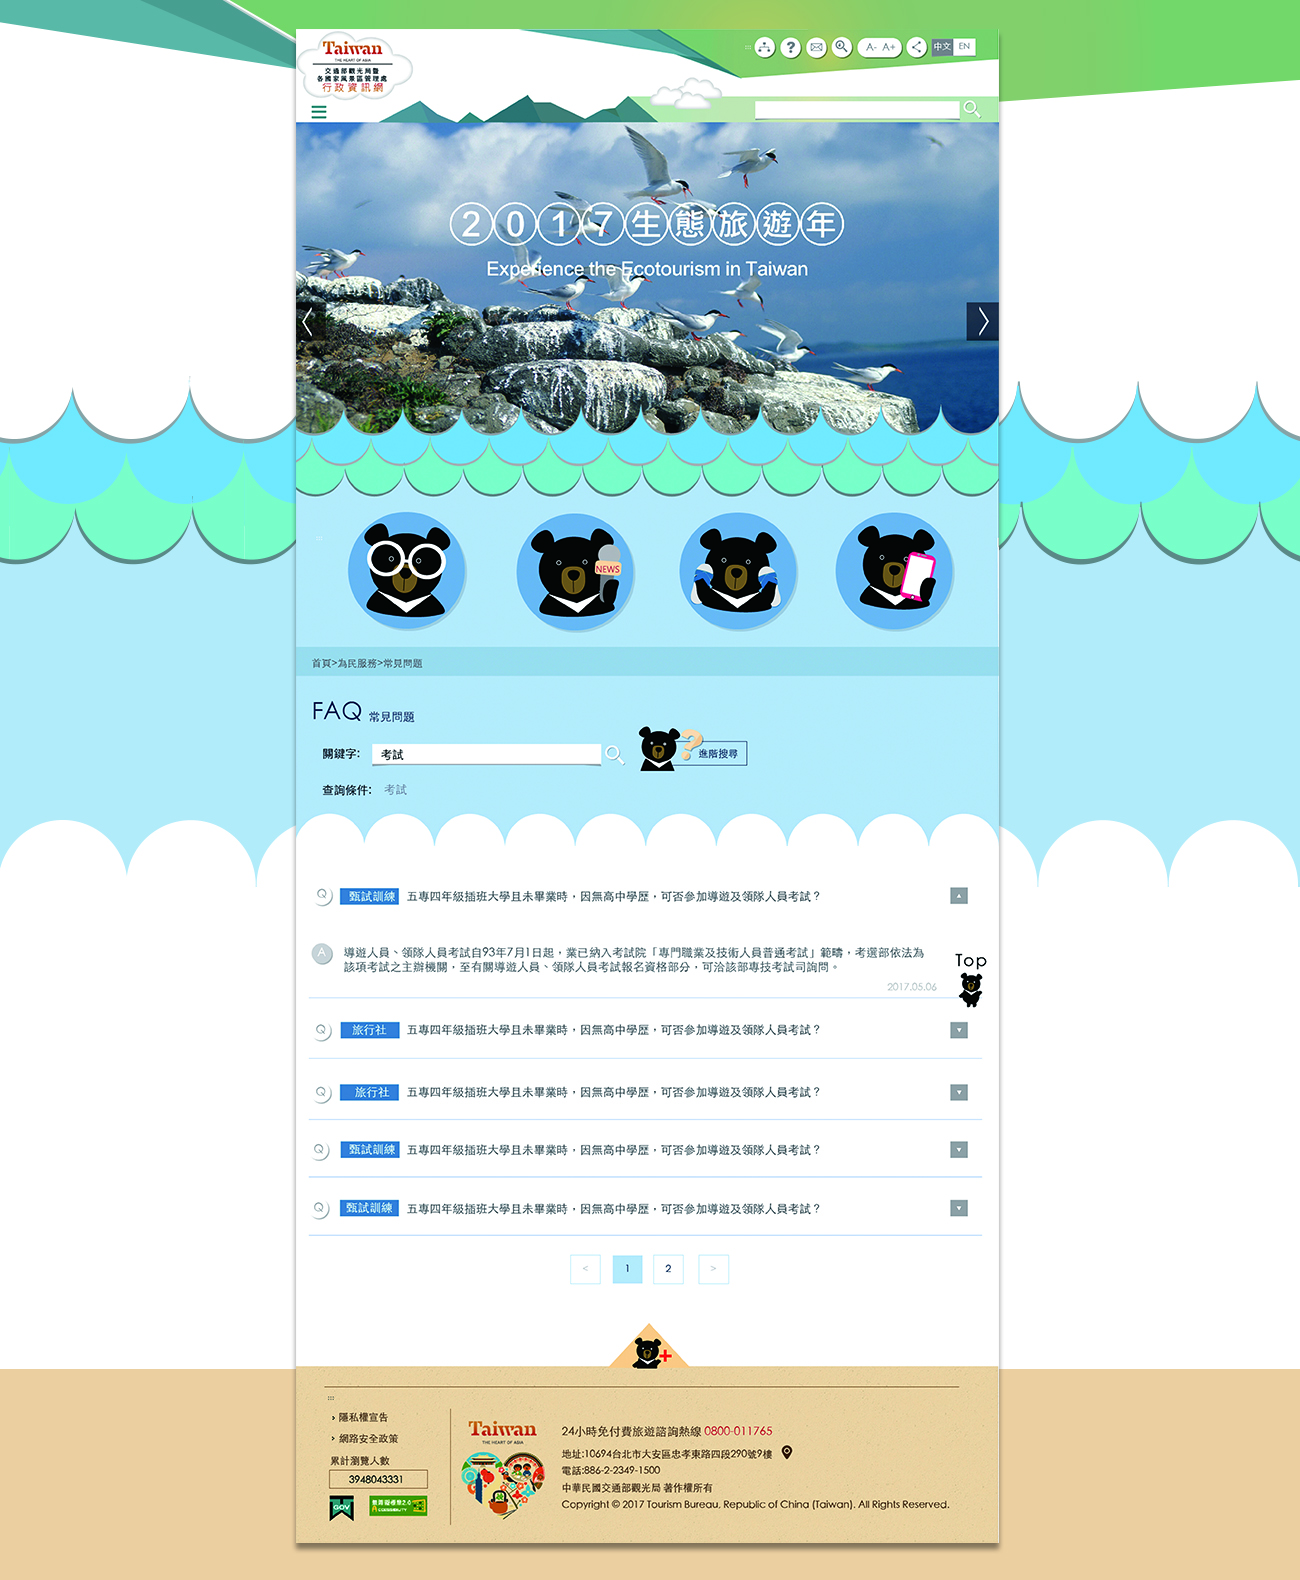 Taiwan
THE HEART OF ASIA
交通部觀光局暨
各國家風景區管理處
行政資訊網
?
A- A+
中文
EN
2017生態旅遊年
Experience the Ecotourism in Taiwan
NEWS
首頁>為民服務>常見問題
FAQ 常見問題
關鍵字: 考試
? 進階搜尋
查詢條件: 考試
Q 甄試訓練 五專四年級插班大學且未畢業時，因無高中學歷，可否參加導遊及領隊人員考試？
A 導遊人員、領隊人員考試自93年7月1日起，業已納入考試院「專門職業及技術人員普通考試」範疇，考選部依法為
該項考試之主辦機關，至有關導遊人員、領隊人員考試報名資格部分，可洽該部專技考試司詢問。
2017.05.06
Top
Q 旅行社 五專四年級插班大學且未畢業時，因無高中學歷，可否參加導遊及領隊人員考試？
Q 旅行社 五專四年級插班大學且未畢業時，因無高中學歷，可否參加導遊及領隊人員考試？
Q 甄試訓練 五專四年級插班大學且未畢業時，因無高中學歷，可否參加導遊及領隊人員考試？
Q 甄試訓練 五專四年級插班大學且未畢業時，因無高中學歷，可否參加導遊及領隊人員考試？
< 1 2 >
› 隱私權宣告
› 網路安全政策
累計瀏覽人數
3948043331
GOV
無障礙標章2.0
ACCESSIBILITY
Taiwan
THE HEART OF ASIA
24小時免付費旅遊諮詢熱線 0800-011765
地址:10694台北市大安區忠孝東路四段290號9樓
電話:886-2-2349-1500
中華民國交通部觀光局 著作權所有
Copyright © 2017 Tourism Bureau, Republic of China (Taiwan). All Rights Reserved.